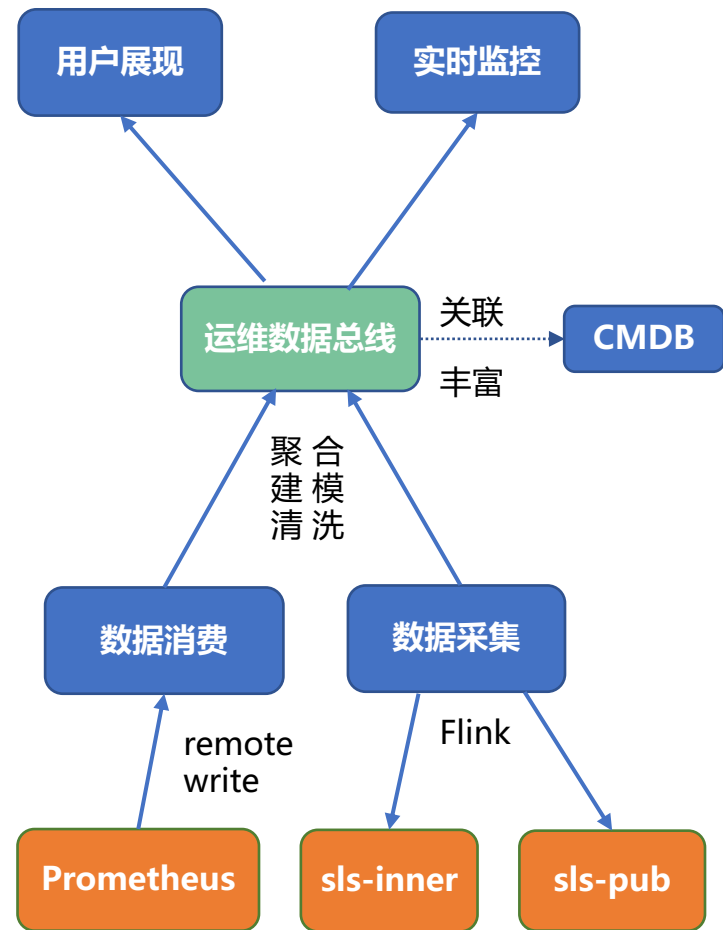 用户展现
实时监控
运维数据总线
关联
丰富
CMDB
聚合
建模
清洗
数据消费
数据采集
remote
write
Flink
Prometheus
sls-inner
sls-pub